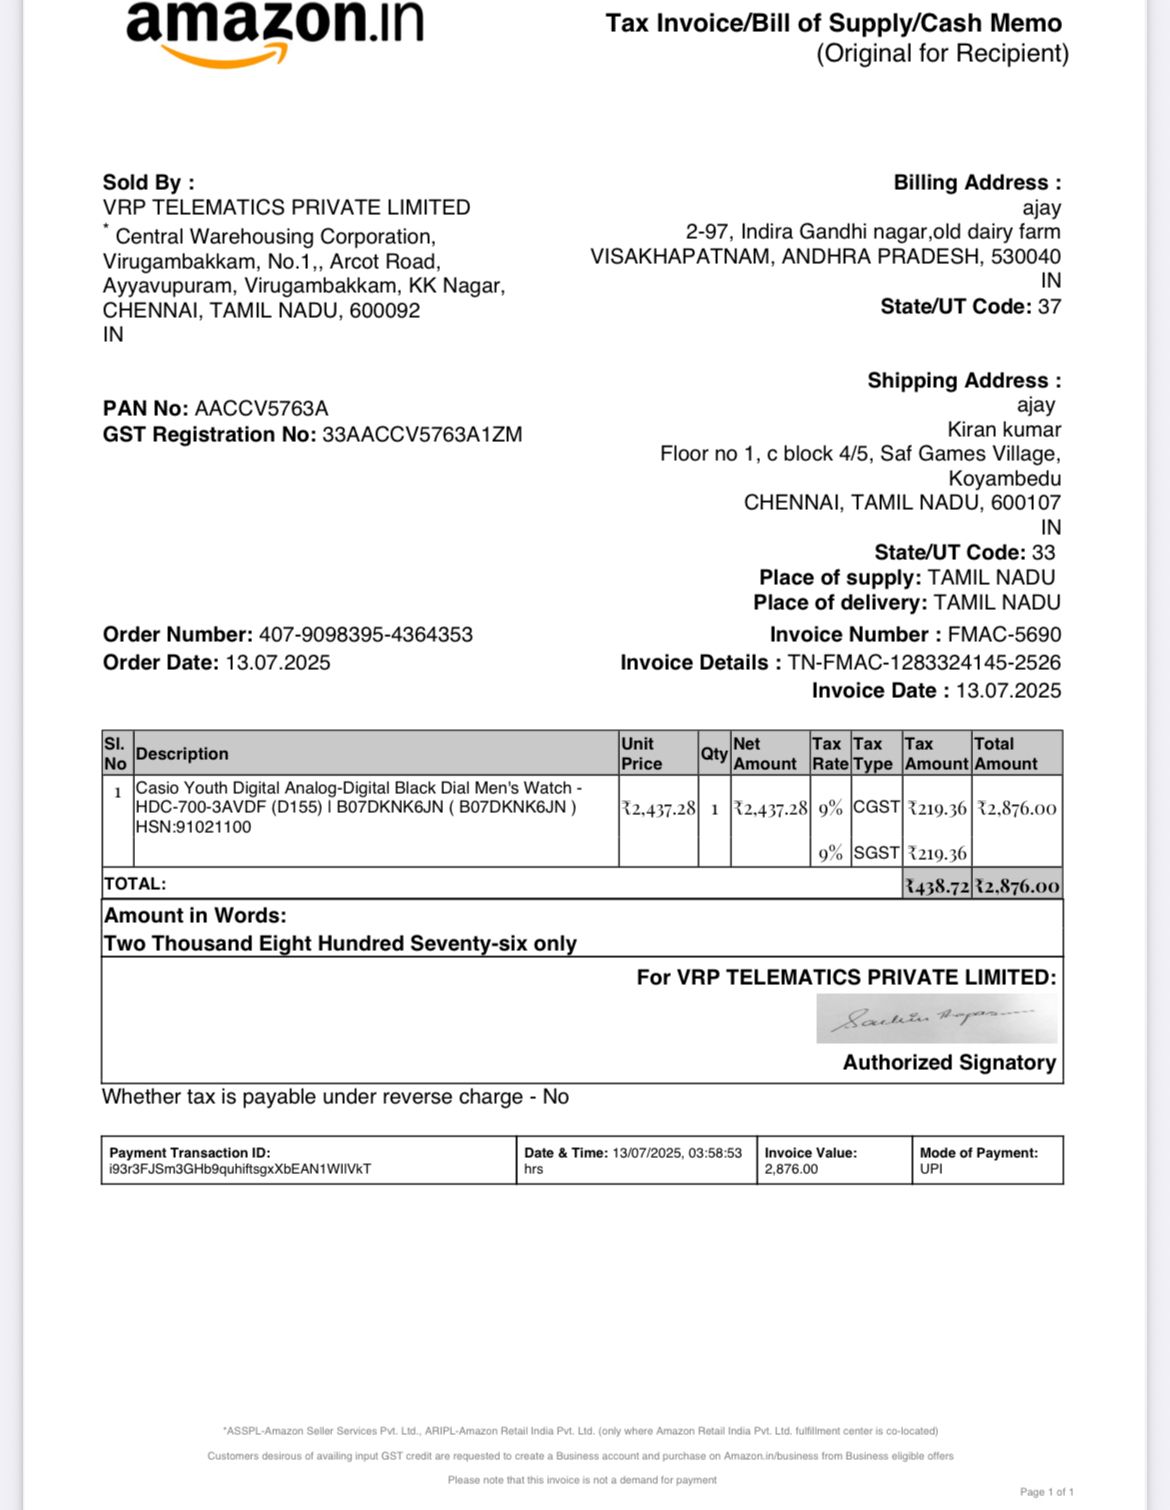 amazon.in
Tax Invoice/Bill of Supply/Cash Memo
(Original for Recipient)
Sold By :
VRP TELEMATICS PRIVATE LIMITED
* Central Warehousing Corporation,
Virugambakkam, No.1,, Arcot Road,
Ayyavupuram, Virugambakkam, KK Nagar,
CHENNAI, TAMIL NADU, 600092
IN
Billing Address :
ajay
2-97, Indira Gandhi nagar,old dairy farm
VISAKHAPATNAM, ANDHRA PRADESH, 530040
IN
State/UT Code: 37
PAN No: AACCV5763A
GST Registration No: 33AACCV5763A1ZM
Shipping Address :
ajay
Kiran kumar
Floor no 1, c block 4/5, Saf Games Village,
Koyambedu
CHENNAI, TAMIL NADU, 600107
IN
State/UT Code: 33
Place of supply: TAMIL NADU
Place of delivery: TAMIL NADU
Order Number: 407-9098395-4364353
Order Date: 13.07.2025
Invoice Number : FMAC-5690
Invoice Details : TN-FMAC-1283324145-2526
Invoice Date : 13.07.2025
Sl. No Description Unit Price Qty Net Amount Tax Rate Tax Type Tax Amount Total Amount
1 Casio Youth Digital Analog-Digital Black Dial Men's Watch -
HDC-700-3AVDF (D155) | B07DKNK6JN ( B07DKNK6JN ) ₹2,437.28 1 ₹2,437.28 9% CGST ₹219.36 ₹2,876.00
HSN:91021100
9% SGST ₹219.36
TOTAL: ₹438.72 ₹2,876.00
Amount in Words:
Two Thousand Eight Hundred Seventy-six only
For VRP TELEMATICS PRIVATE LIMITED:
Authorized Signatory
Whether tax is payable under reverse charge - No
Payment Transaction ID:
i93r3FJSm3GHb9quhiftsgxXbEAN1WIlVkT
Date & Time: 13/07/2025, 03:58:53
hrs
Invoice Value:
2,876.00
Mode of Payment:
UPI
*ASSPL-Amazon Seller Services Pvt. Ltd., ARIPL-Amazon Retail India Pvt. Ltd. (only where Amazon Retail India Pvt. Ltd. fulfillment center is co-located)
Customers desirous of availing input GST credit are requested to create a Business account and purchase on Amazon.in/business from Business eligible offers
Please note that this invoice is not a demand for payment
Page 1 of 1